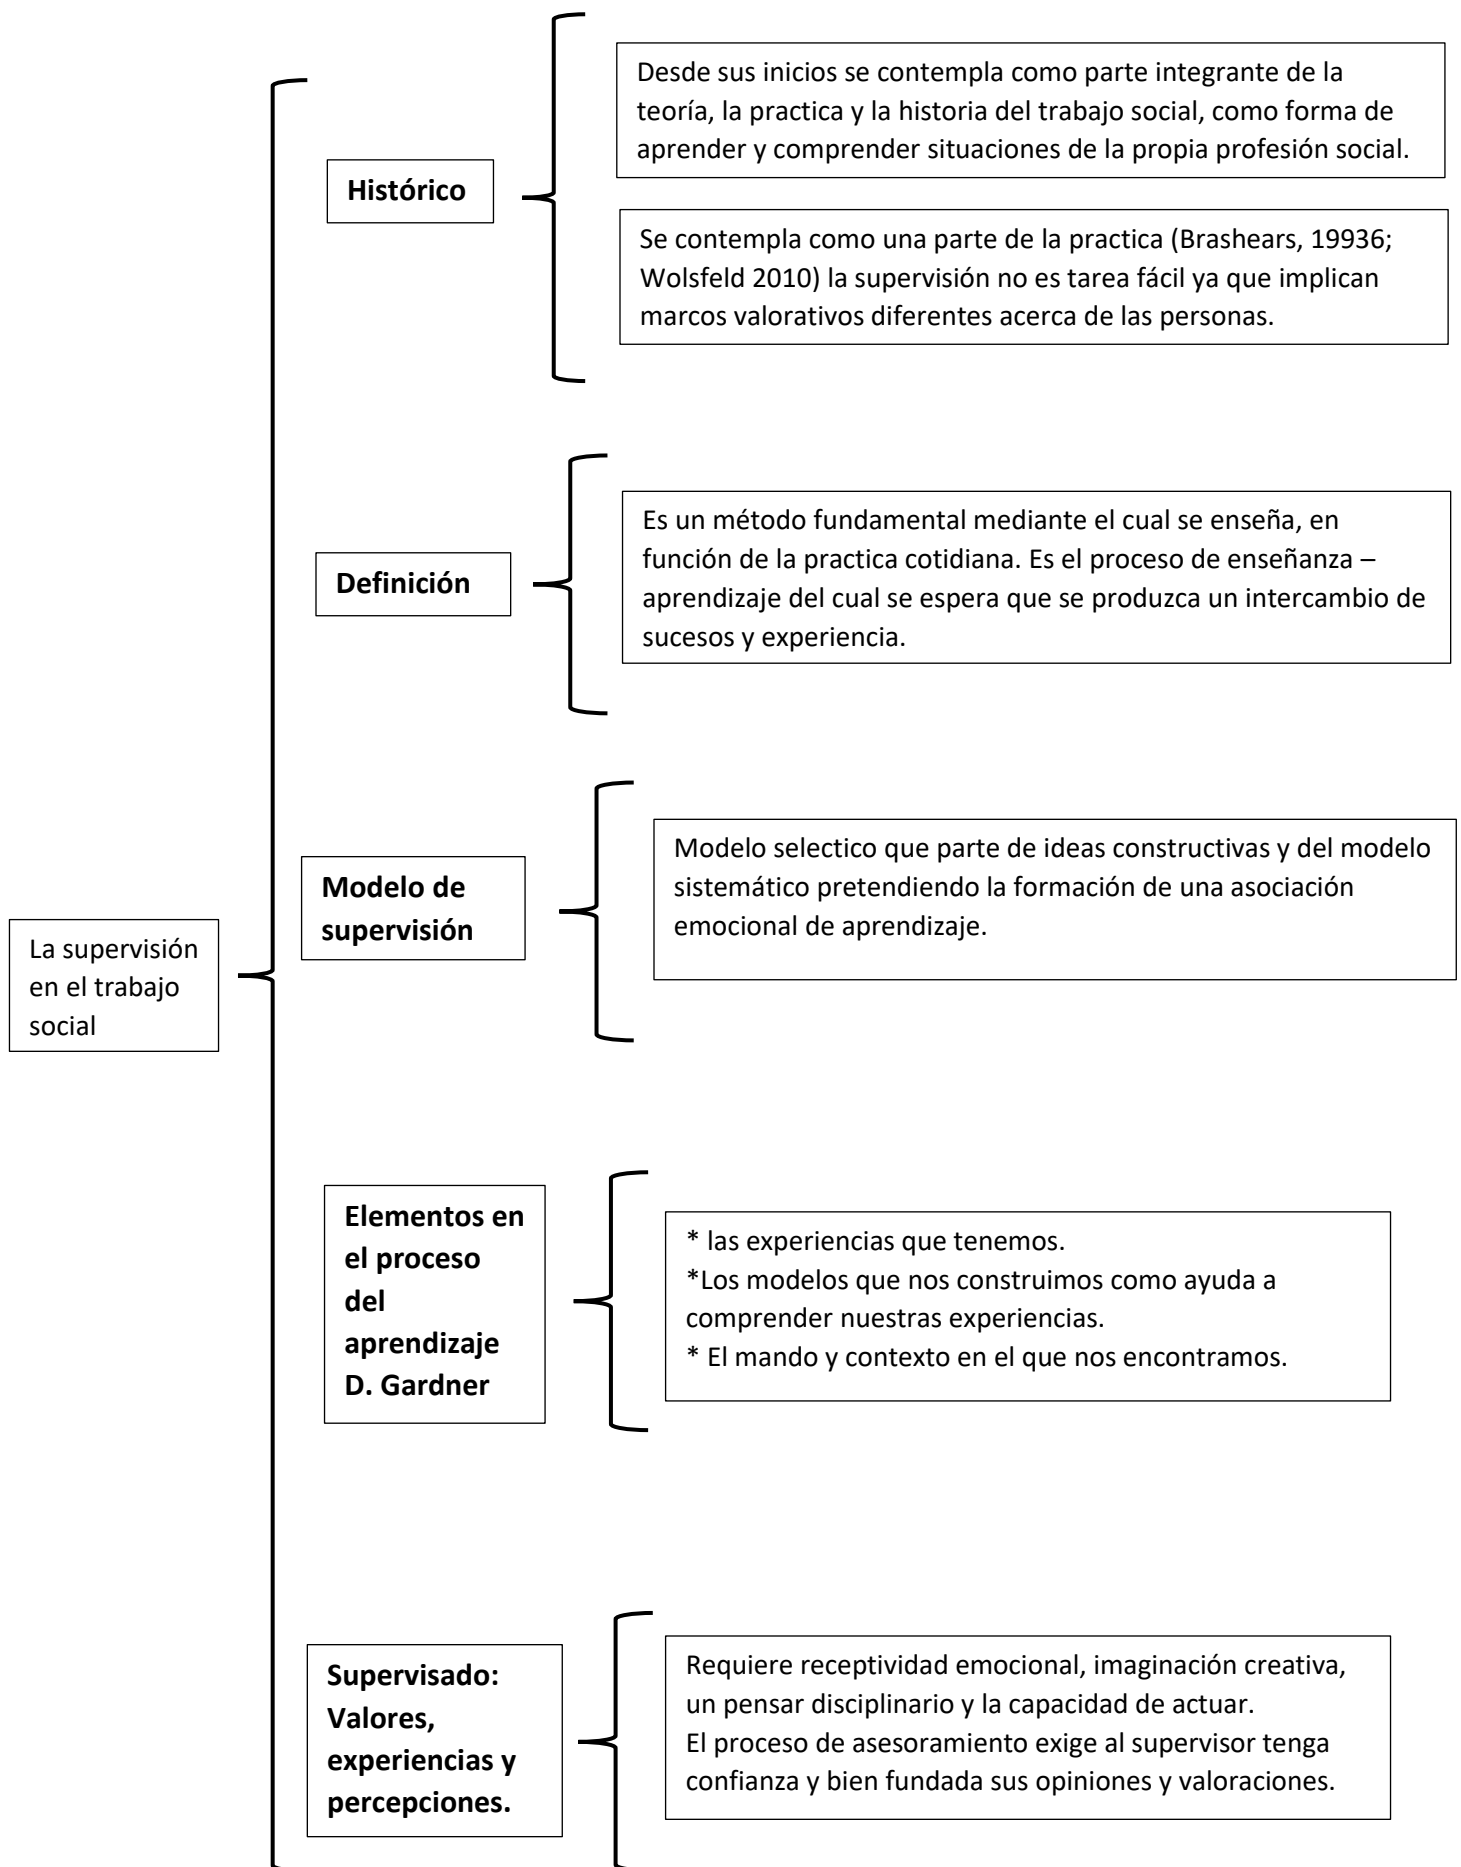 La supervisión
en el trabajo
social
Histórico
Desde sus inicios se contempla como parte integrante de la
teoría, la practica y la historia del trabajo social, como forma de
aprender y comprender situaciones de la propia profesión social.
Se contempla como una parte de la practica (Brashears, 19936;
Wolsfeld 2010) la supervisión no es tarea fácil ya que implican
marcos valorativos diferentes acerca de las personas.
Definición
Es un método fundamental mediante el cual se enseña, en
función de la practica cotidiana. Es el proceso de enseñanza –
aprendizaje del cual se espera que se produzca un intercambio de
sucesos y experiencia.
Modelo de
supervisión
Modelo selectico que parte de ideas constructivas y del modelo
sistemático pretendiendo la formación de una asociación
emocional de aprendizaje.
Elementos en
el proceso
del
aprendizaje
D. Gardner
* las experiencias que tenemos.
*Los modelos que nos construimos como ayuda a
comprender nuestras experiencias.
* El mando y contexto en el que nos encontramos.
Supervisado:
Valores,
experiencias y
percepciones.
Requiere receptividad emocional, imaginación creativa,
un pensar disciplinario y la capacidad de actuar.
El proceso de asesoramiento exige al supervisor tenga
confianza y bien fundada sus opiniones y valoraciones.